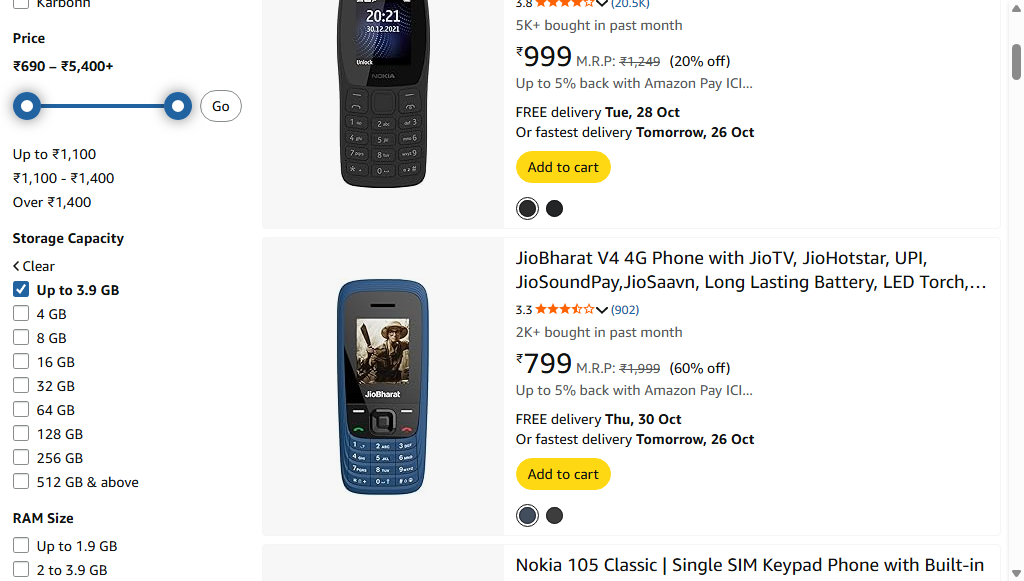 Karbonn
Price
₹690 – ₹5,400+
Go
Up to ₹1,100
₹1,100 - ₹1,400
Over ₹1,400
Storage Capacity
Clear
Up to 3.9 GB
4 GB
8 GB
16 GB
32 GB
64 GB
128 GB
256 GB
512 GB & above
RAM Size
Up to 1.9 GB
2 to 3.9 GB
20:21
30.12.2021
Unlock
NOKIA
3.8 (20.5K)
5K+ bought in past month
₹999 M.R.P: ₹1,249 (20% off)
Up to 5% back with Amazon Pay ICI...
FREE delivery Tue, 28 Oct
Or fastest delivery Tomorrow, 26 Oct
Add to cart
JioBharat
JioBharat V4 4G Phone with JioTV, JioHotstar, UPI,
JioSoundPay,JioSaavn, Long Lasting Battery, LED Torch,...
3.3 (902)
2K+ bought in past month
₹799 M.R.P: ₹1,999 (60% off)
Up to 5% back with Amazon Pay ICI...
FREE delivery Thu, 30 Oct
Or fastest delivery Tomorrow, 26 Oct
Add to cart
Nokia 105 Classic | Single SIM Keypad Phone with Built-in